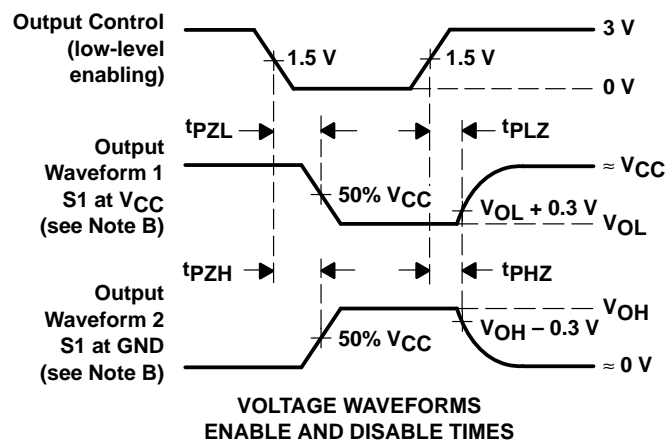 Output Control
(low-level
enabling)
1.5 V
1.5 V
3 V
0 V
tPZL
tPLZ
Output
Waveform 1
S1 at VCC
(see Note B)
50% VCC
≈ VCC
VOL + 0.3 V
VOL
tPZH
tPHZ
Output
Waveform 2
S1 at GND
(see Note B)
50% VCC
VOH
VOH – 0.3 V
≈ 0 V
VOLTAGE WAVEFORMS
ENABLE AND DISABLE TIMES